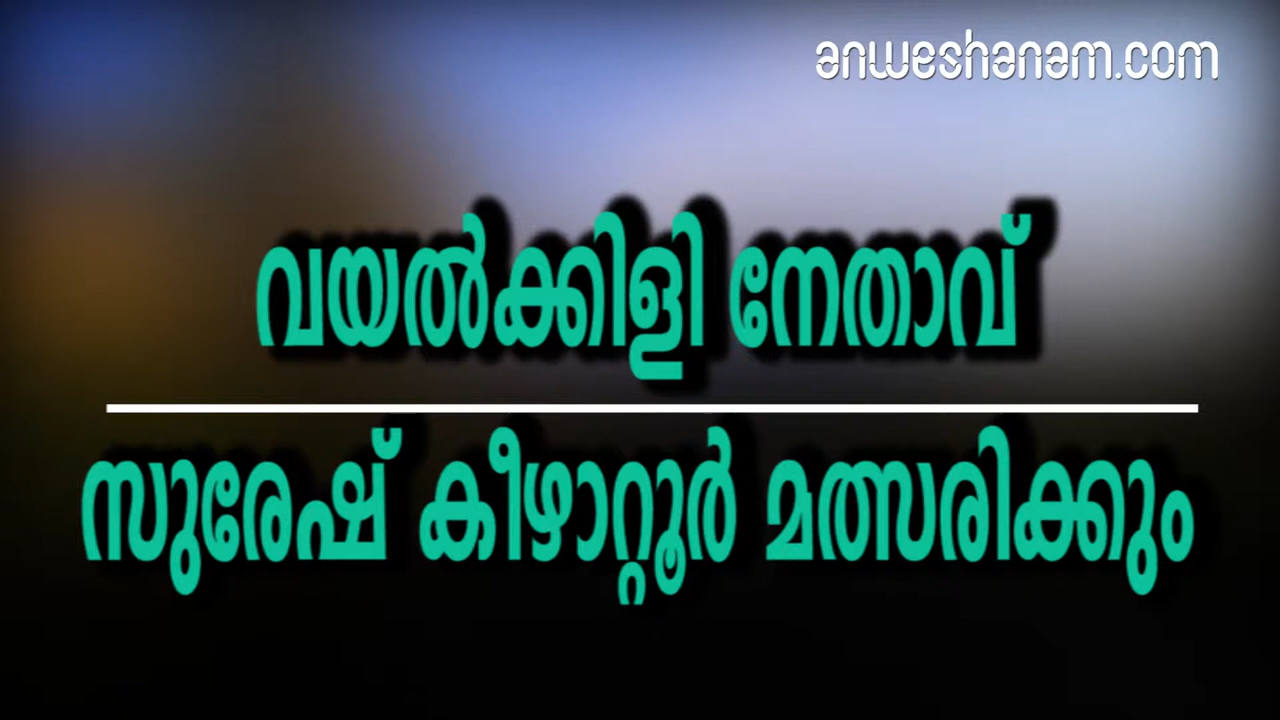 anweshanam.com
വയൽക്കിളി നേതാവ്
സുരേഷ് കീഴാറ്റൂർ മത്സരിക്കും